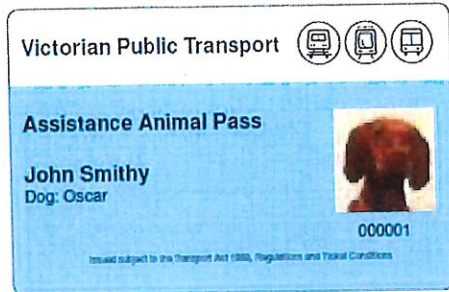 Victorian Public Transport
Assistance Animal Pass
John Smithy
Dog: Oscar
000001
Issued subject to the Transport Act 1983, Regulations and Ticket Conditions